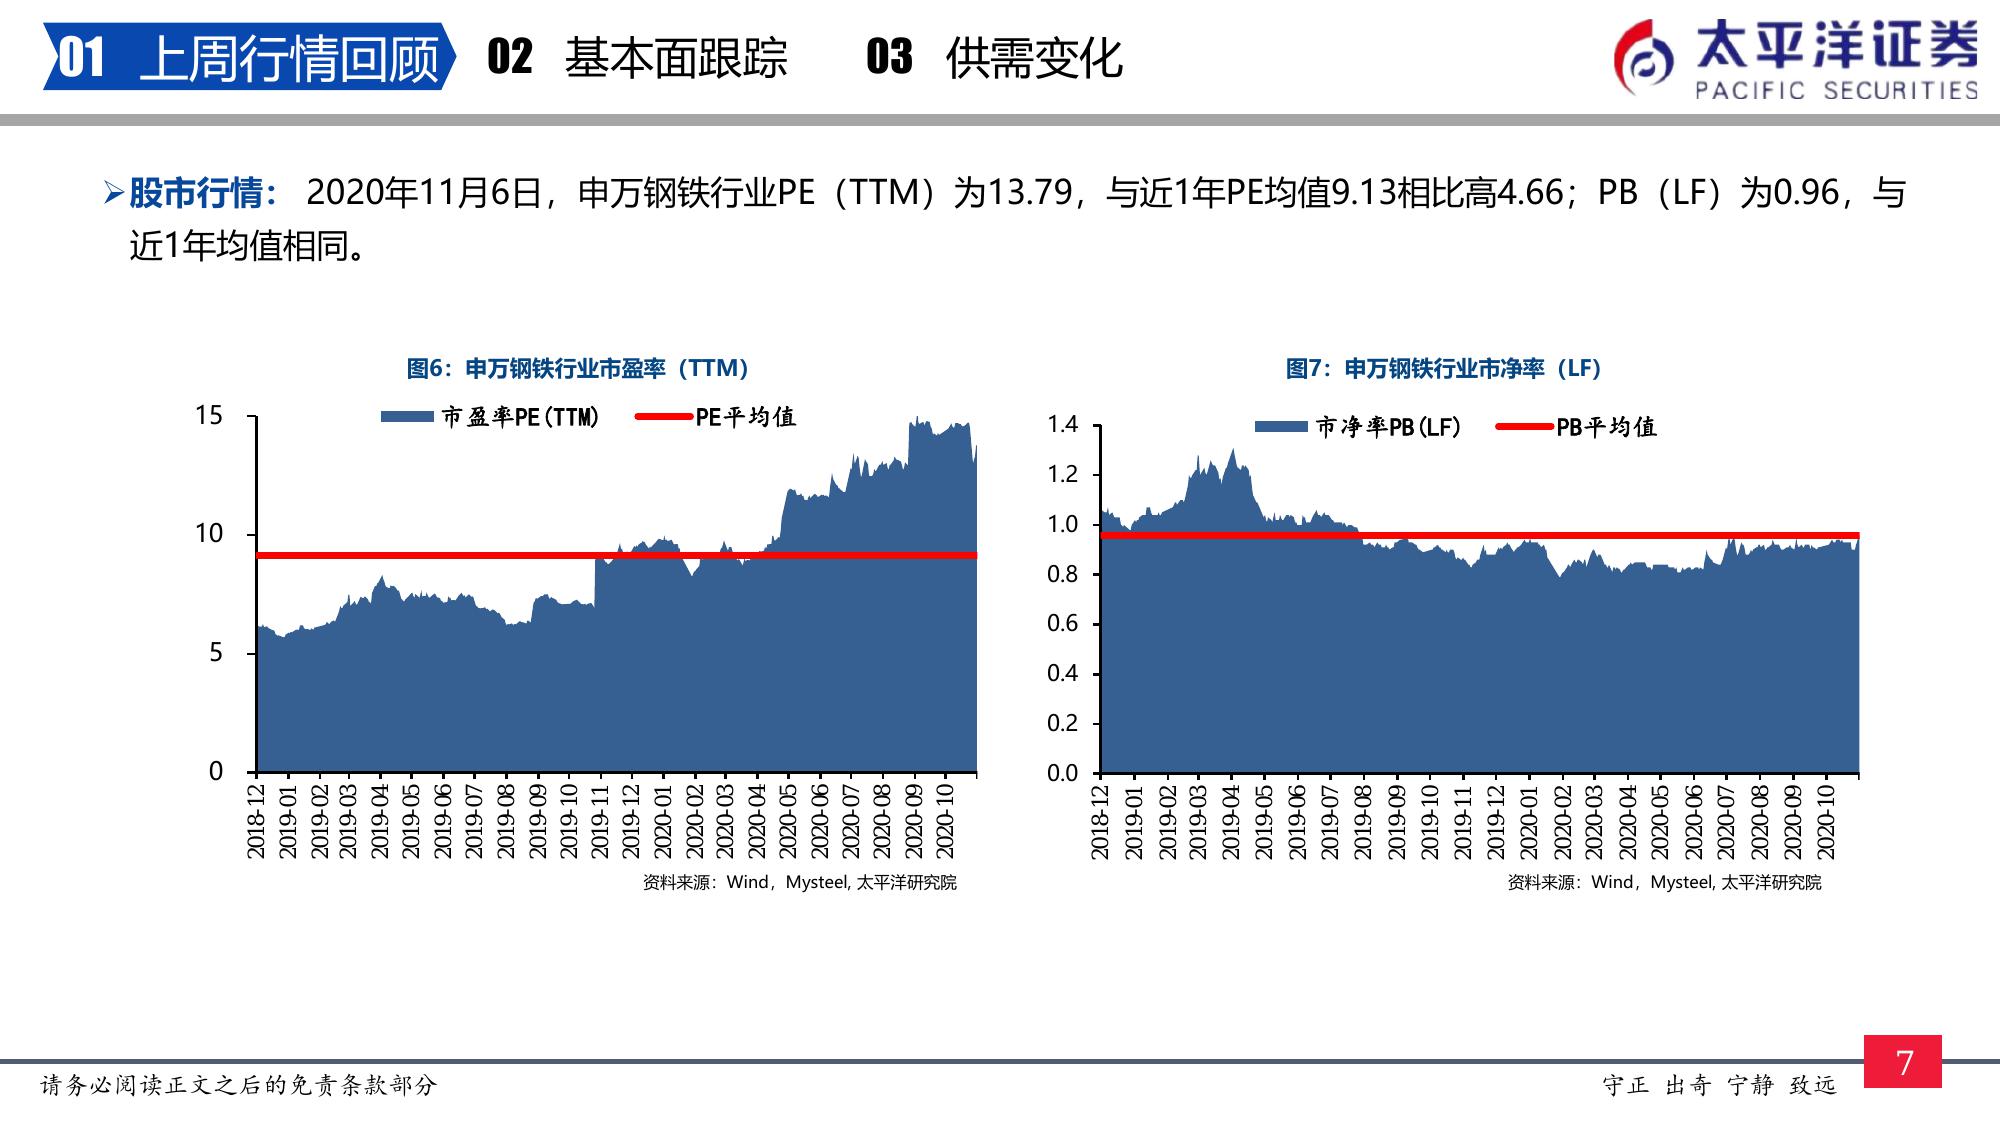 01 上周行情回顾 02 基本面跟踪 03 供需变化
太平洋证券
PACIFIC SECURITIES
➢股市行情： 2020年11月6日，申万钢铁行业PE（TTM）为13.79，与近1年PE均值9.13相比高4.66；PB（LF）为0.96，与
近1年均值相同。
图6：申万钢铁行业市盈率（TTM）
市盈率PE(TTM) PE平均值
15
10
5
0
2018-12 2019-01 2019-02 2019-03 2019-04 2019-05 2019-06 2019-07 2019-08 2019-09 2019-10 2019-11 2019-12 2020-01 2020-02 2020-03 2020-04 2020-05 2020-06 2020-07 2020-08 2020-09 2020-10
资料来源：Wind，Mysteel, 太平洋研究院
图7：申万钢铁行业市净率（LF）
市净率PB(LF) PB平均值
1.4
1.2
1.0
0.8
0.6
0.4
0.2
0.0
2018-12 2019-01 2019-02 2019-03 2019-04 2019-05 2019-06 2019-07 2019-08 2019-09 2019-10 2019-11 2019-12 2020-01 2020-02 2020-03 2020-04 2020-05 2020-06 2020-07 2020-08 2020-09 2020-10
资料来源：Wind，Mysteel, 太平洋研究院
请务必阅读正文之后的免责条款部分
守正 出奇 宁静 致远
7